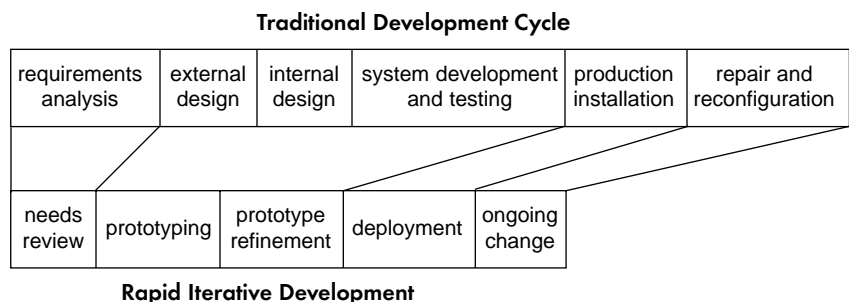 Traditional Development Cycle
requirements
analysis
external
design
internal
design
system development
and testing
production
installation
repair and
reconfiguration
needs
review
prototyping
prototype
refinement
deployment
ongoing
change
Rapid Iterative Development